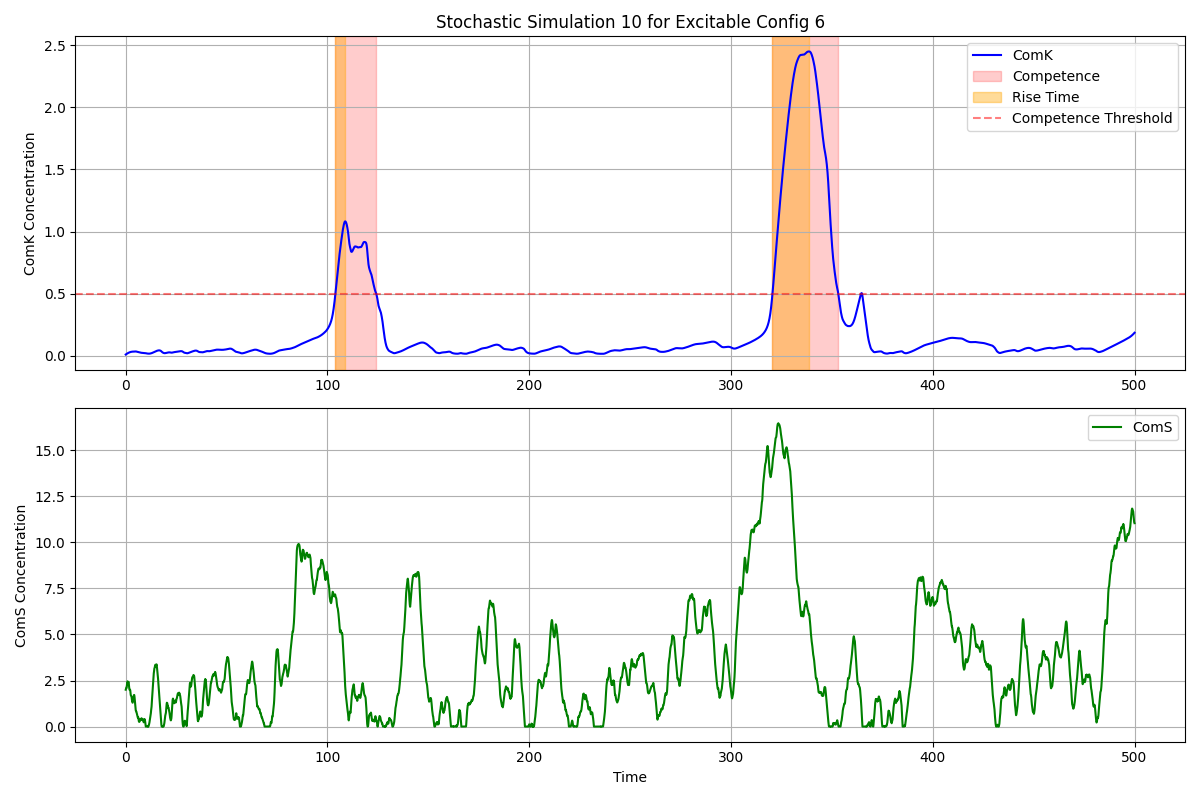 Stochastic Simulation 10 for Excitable Config 6
ComK Concentration
2.5
2.0
1.5
1.0
0.5
0.0
ComK
Competence
Rise Time
Competence Threshold
0 100 200 300 400 500
ComS Concentration
15.0
12.5
10.0
7.5
5.0
2.5
0.0
ComS
0 100 200 300 400 500
Time